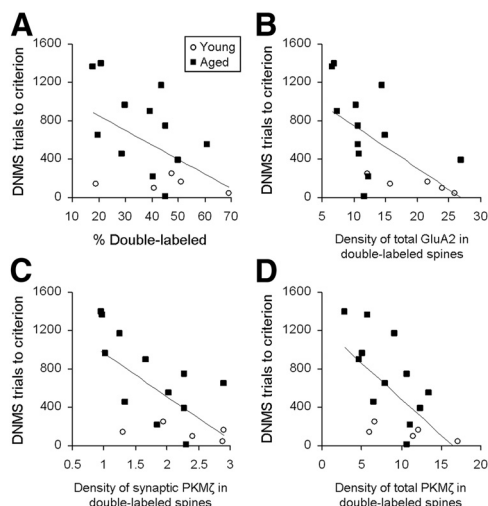 A
DNMS trials to criterion
1600
1200
800
400
0
10 20 30 40 50 60 70
% Double-labeled
Young
Aged
B
DNMS trials to criterion
1600
1200
800
400
0
5 10 15 20 25 30
Density of total GluA2 in
double-labeled spines
C
DNMS trials to criterion
1600
1200
800
400
0
0.5 1 1.5 2 2.5 3
Density of synaptic PKMζ in
double-labeled spines
D
DNMS trials to criterion
1600
1200
800
400
0
0 5 10 15 20
Density of total PKMζ in
double-labeled spines